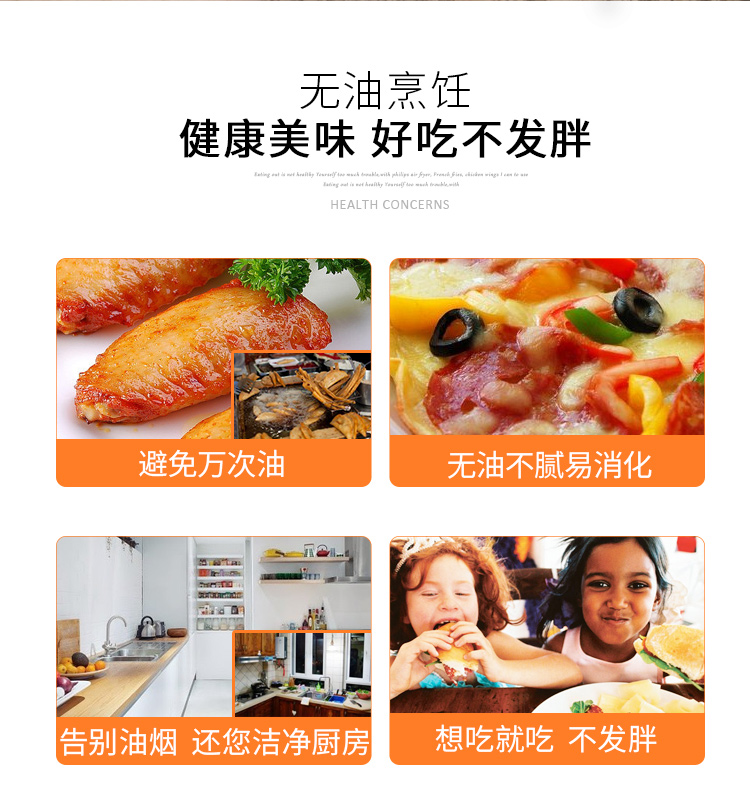 无油烹饪
健康美味 好吃不发胖
Eating out is not healthy Yourself too much trouble,with philips air fryer, French fries, chicken wings I can to use
Eating out is not healthy Yourself too much trouble,with
HEALTH CONCERNS
避免万次油
无油不腻易消化
告别油烟 还您洁净厨房
想吃就吃 不发胖